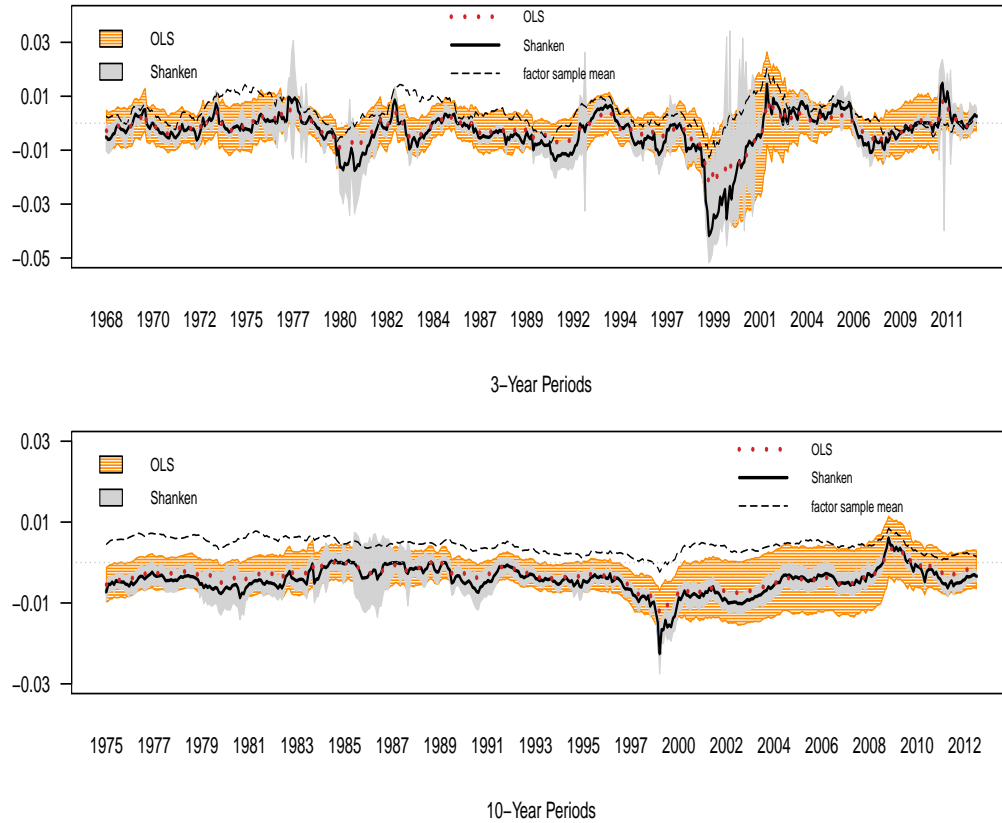 0.03
0.01
−0.01
−0.03
−0.05
OLS
Shanken
OLS
Shanken
factor sample mean
1968 1970 1972 1975 1977 1980 1982 1984 1987 1989 1992 1994 1997 1999 2001 2004 2006 2009 2011
3−Year Periods
0.03
0.01
−0.01
−0.03
OLS
Shanken
OLS
Shanken
factor sample mean
1975 1977 1979 1981 1983 1985 1987 1989 1991 1993 1995 1997 2000 2002 2004 2006 2008 2010 2012
10−Year Periods